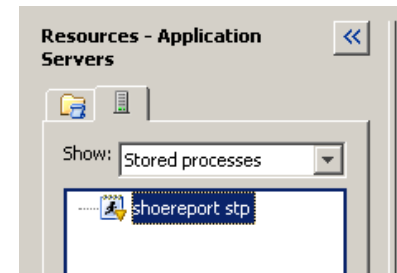 Resources - Application
Servers
Show: Stored processes
shoereport stp